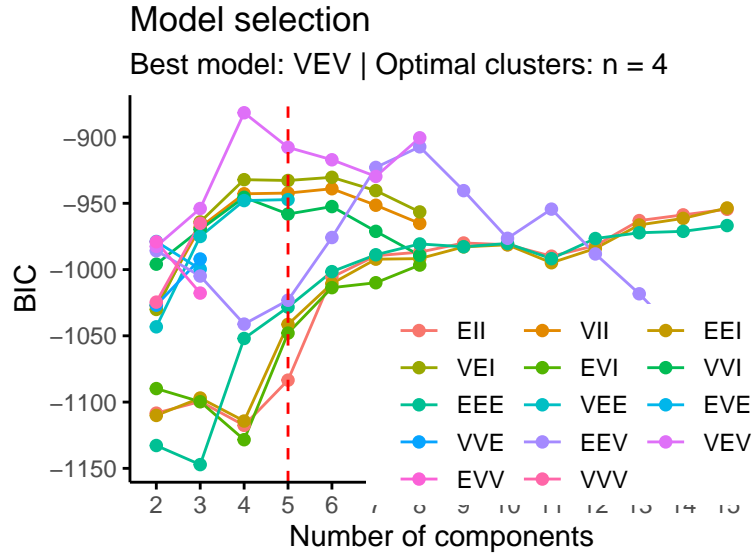 Model selection
Best model: VEV | Optimal clusters: n = 4
BIC
−900
−950
−1000
−1050
−1100
−1150
EII VII EEI
VEI EVI VVI
EEE VEE EVE
VVE EEV VEV
EVV VVV
2 3 4 5 6 7 8 9 10 11 12 13 14 15
Number of components